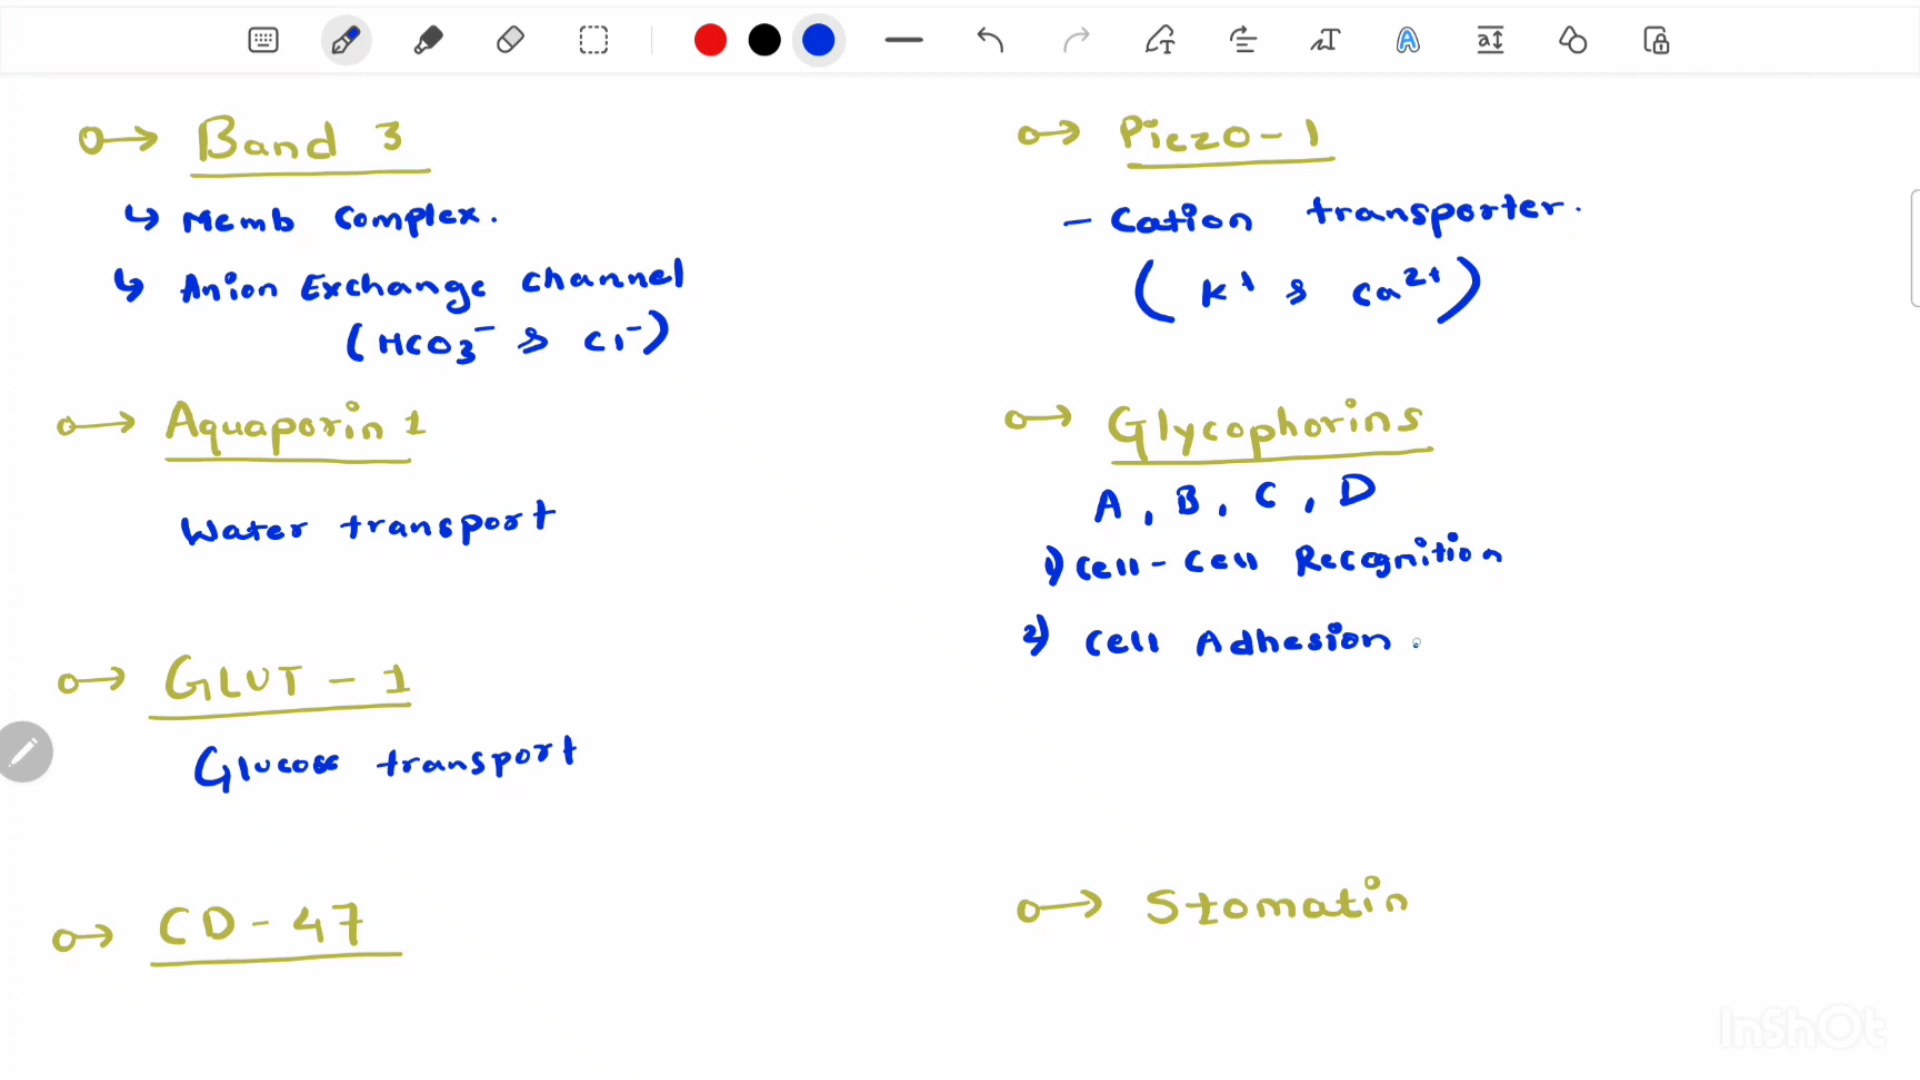 Band 3
Memb Complex.
Anion Exchange channel
(HCO3⁻ & Cl⁻)
Aquaporin 1
Water transport
GLUT - 1
Glucose transport
CD - 47
Piezo - 1
- Cation transporter.
(K⁺ & Ca²⁺)
Glycophorins
A, B, C, D
1) Cell - Cell Recognition
2) Cell Adhesion.
Stomatin
InShOt